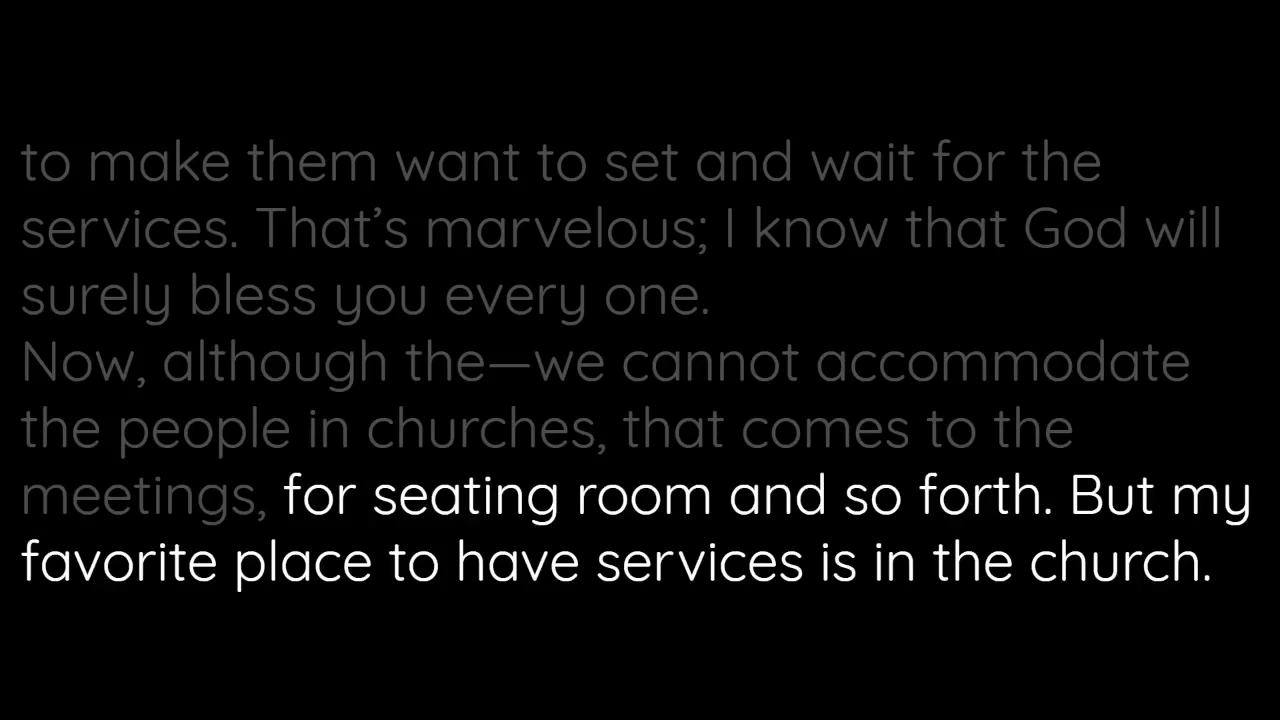 to make them want to set and wait for the
services. That’s marvelous; I know that God will
surely bless you every one.
Now, although the—we cannot accommodate
the people in churches, that comes to the
meetings, for seating room and so forth. But my
favorite place to have services is in the church.